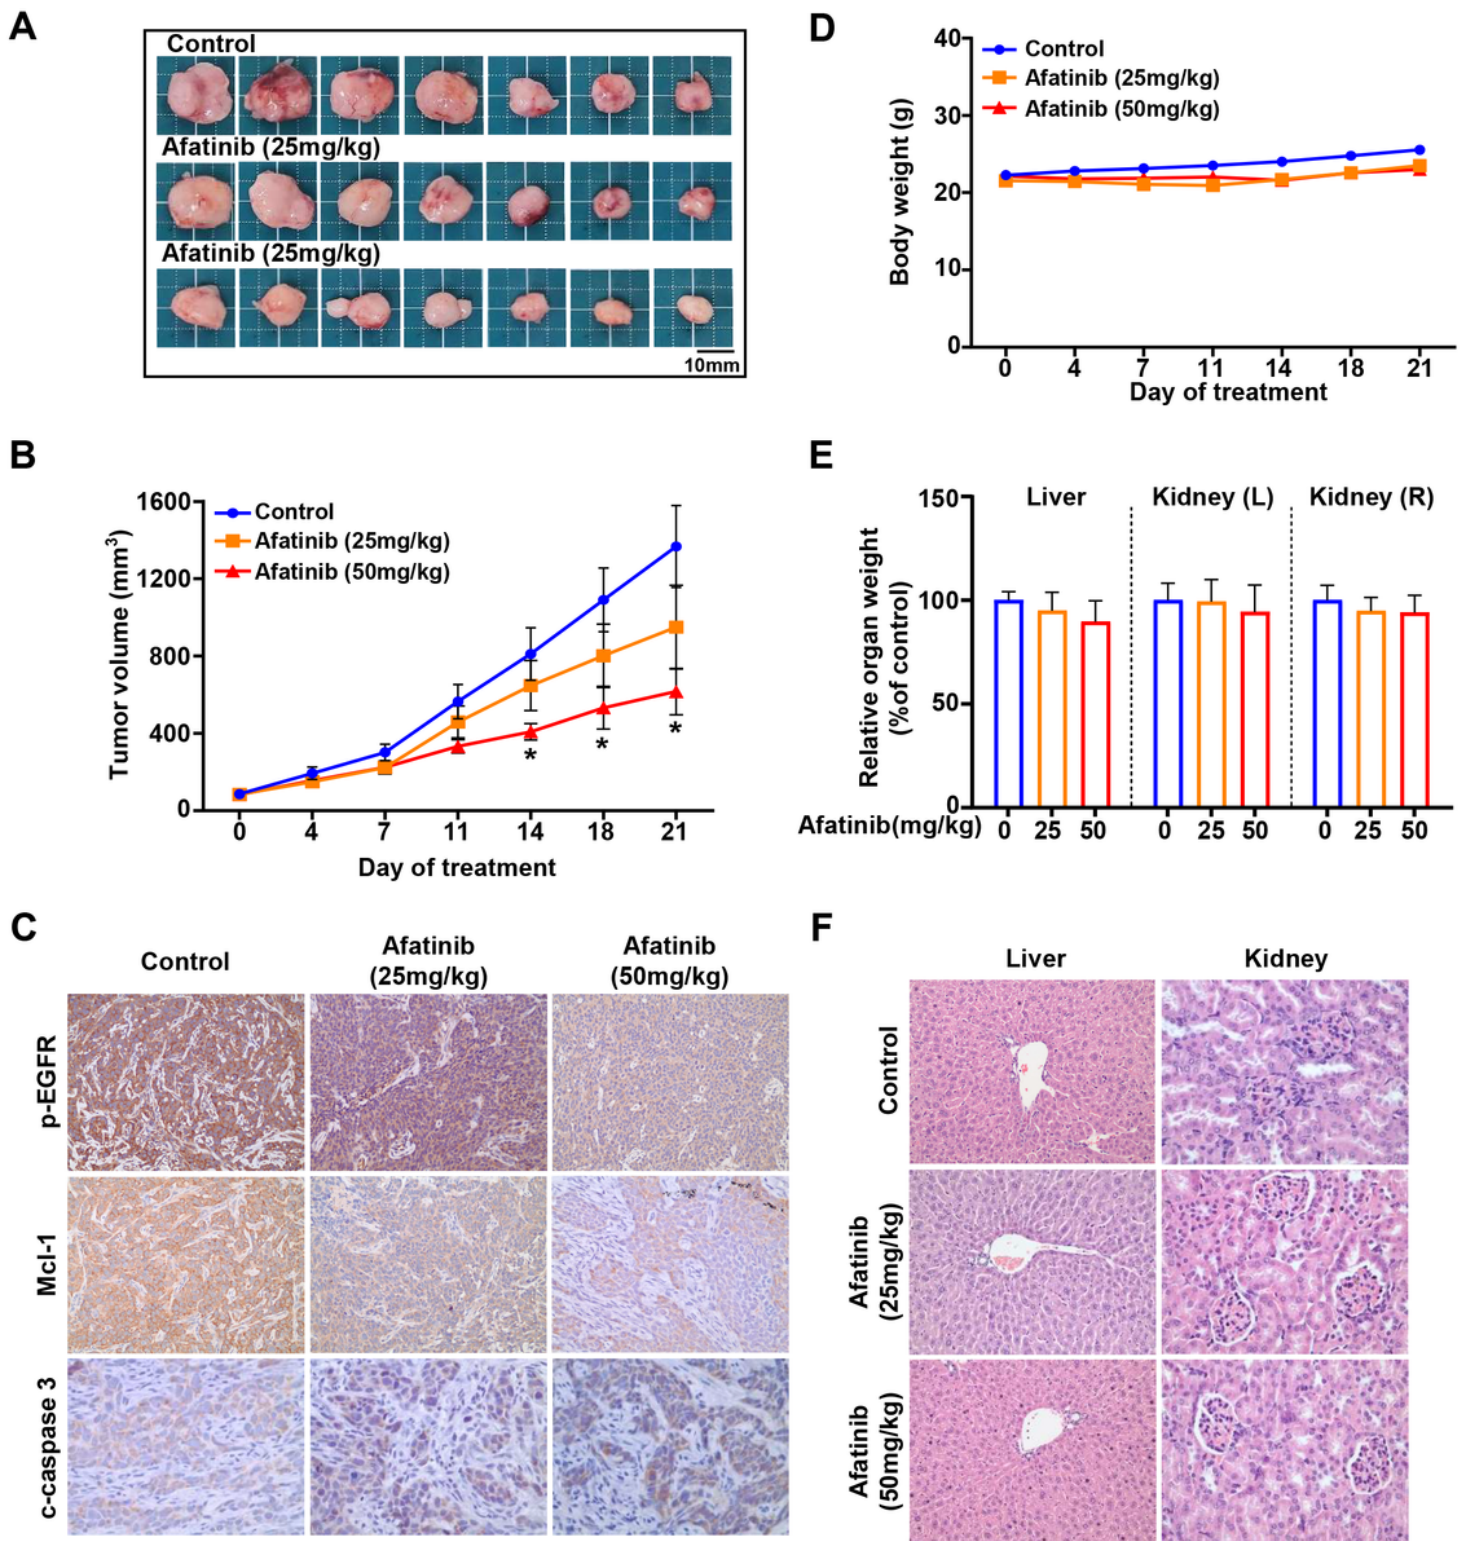 A
Control
Afatinib (25mg/kg)
Afatinib (25mg/kg)
10mm
B
Tumor volume (mm³)
1600
1200
800
400
0
Control
Afatinib (25mg/kg)
Afatinib (50mg/kg)
*
*
*
0 4 7 11 14 18 21
Day of treatment
C
Control
Afatinib
(25mg/kg)
Afatinib
(50mg/kg)
p-EGFR
Mcl-1
c-caspase 3
D
Body weight (g)
40
30
20
10
0
Control
Afatinib (25mg/kg)
Afatinib (50mg/kg)
0 4 7 11 14 18 21
Day of treatment
E
Relative organ weight
(%of control)
150
100
50
0
Liver
Kidney (L)
Kidney (R)
Afatinib(mg/kg) 0 25 50 0 25 50 0 25 50
F
Liver
Kidney
Control
Afatinib
(25mg/kg)
Afatinib
(50mg/kg)